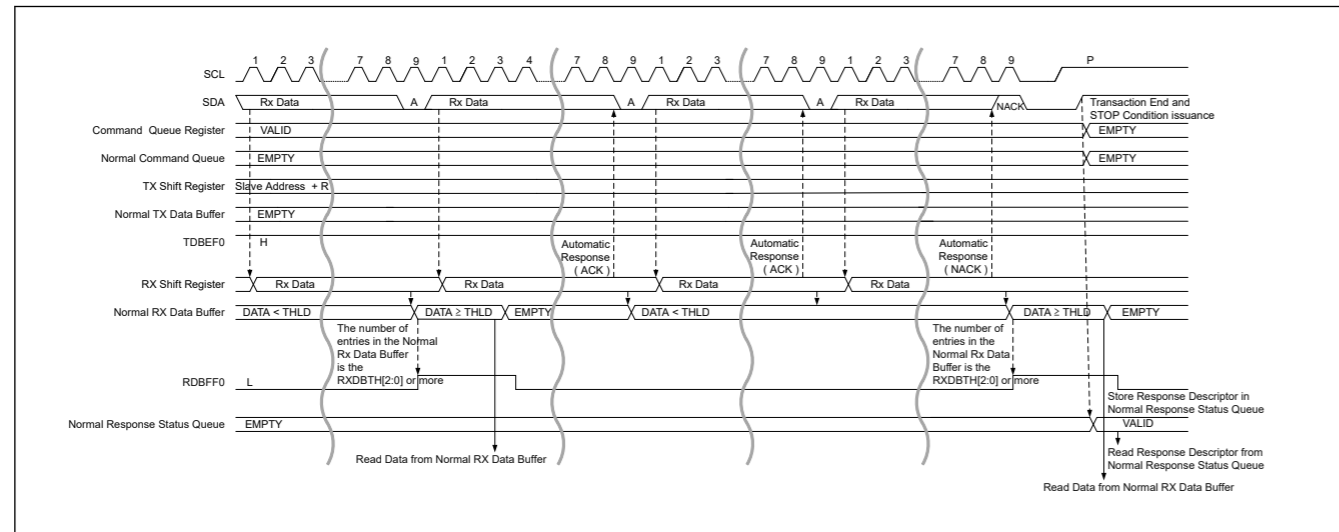 1 2 3 7 8 9 1 2 3 4 7 8 9 1 2 3 7 8 9 1 2 3 7 8 9 P
SCL
SDA Rx Data A Rx Data A Rx Data A Rx Data NACK Transaction End and
STOP Condition issuance
Command Queue Register VALID EMPTY
Normal Command Queue EMPTY EMPTY
TX Shift Register Slave Address + R
Normal TX Data Buffer EMPTY
TDBEF0 H
Automatic
Response
( ACK )
Automatic
Response
( ACK )
Automatic
Response
( NACK )
RX Shift Register Rx Data Rx Data Rx Data Rx Data
Normal RX Data Buffer DATA < THLD DATA ≥ THLD EMPTY DATA < THLD DATA ≥ THLD EMPTY
The number of
entries in the Normal
Rx Data Buffer
is the
RXDBTH[2:0] or more
The number of
entries in the
Normal Rx Data
Buffer is the
RXDBTH[2:0] or more
RDBFF0 L
Store Response Descriptor in
Normal Response Status Queue
Normal Response Status Queue EMPTY VALID
Read Data from Normal RX Data Buffer
Read Response Descriptor from
Normal Response Status Queue
Read Data from Normal RX Data Buffer